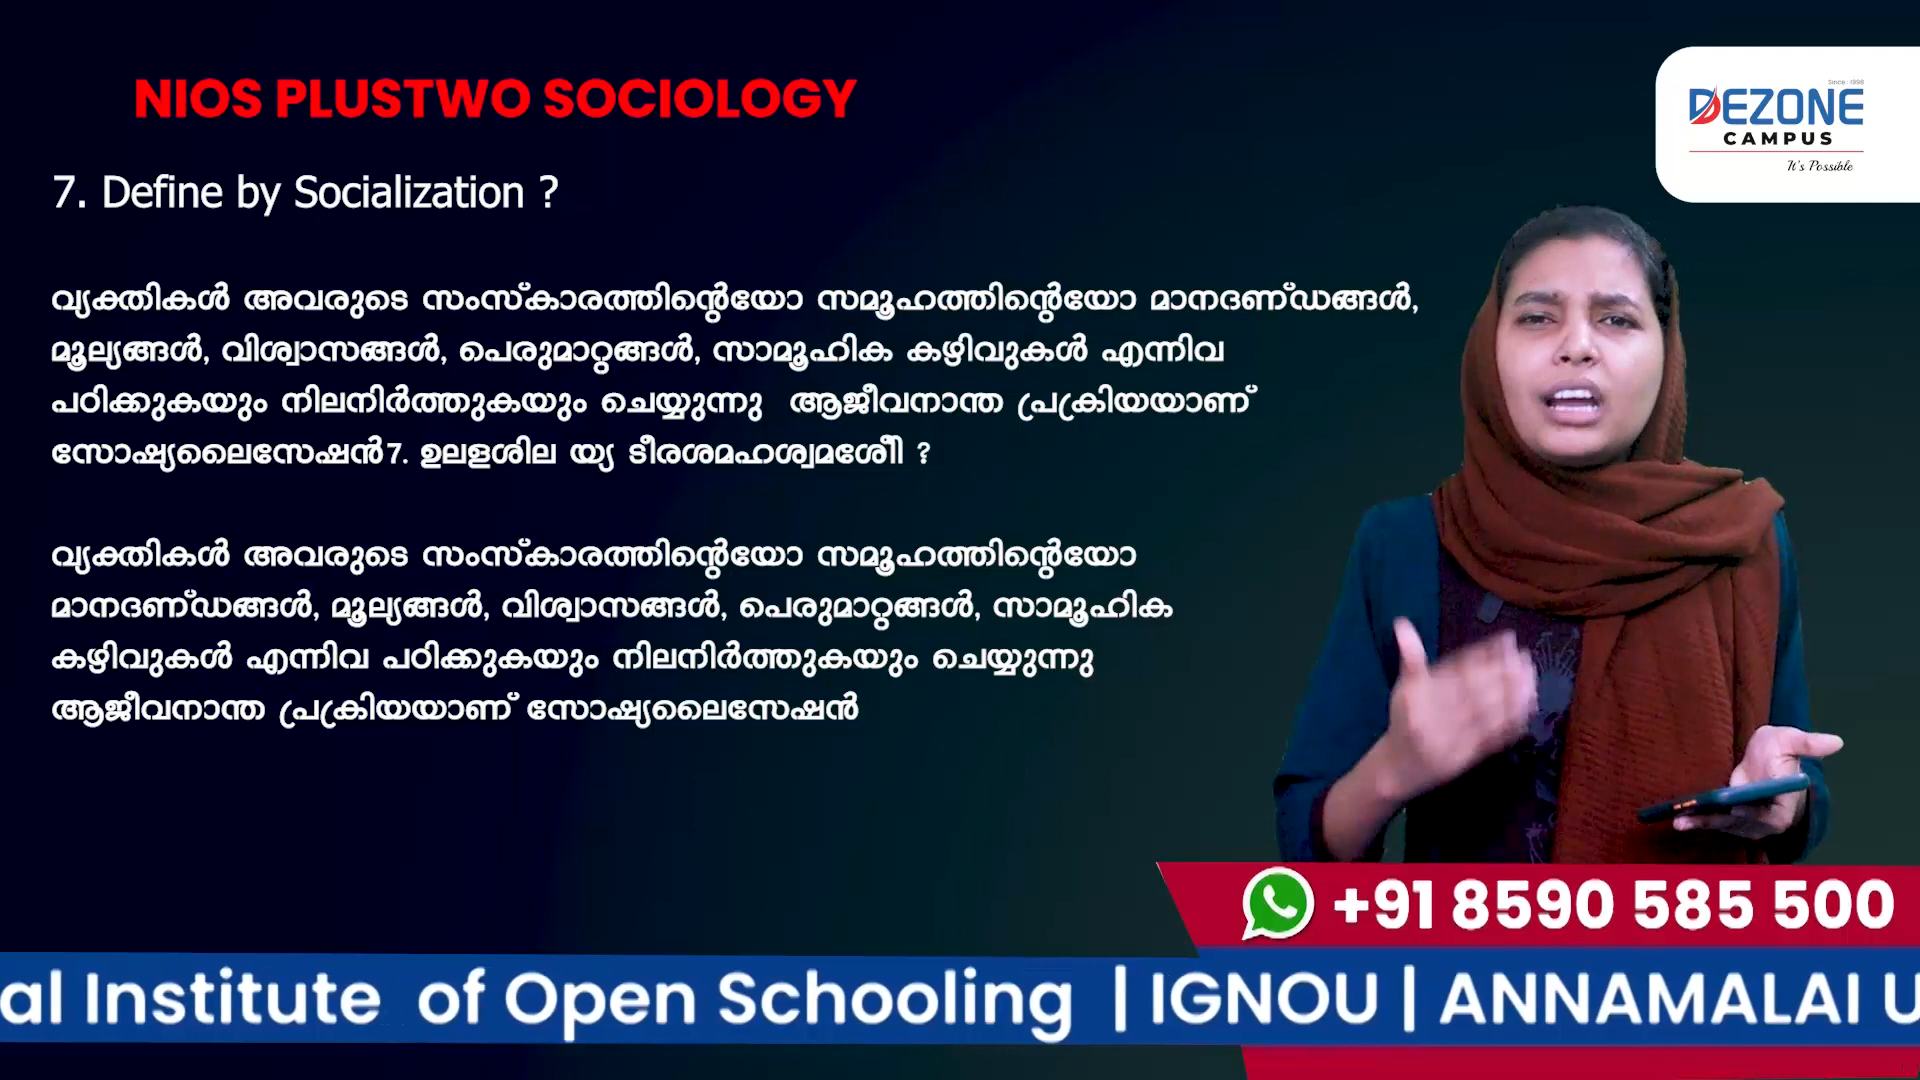 NIOS PLUSTWO SOCIOLOGY
Since : 1998
DEZONE
CAMPUS
It's Possible
7. Define by Socialization ?
വ്യക്തികൾ അവരുടെ സംസ്കാരത്തിന്റെയോ സമൂഹത്തിന്റെയോ മാനദണ്ഡങ്ങൾ,
മൂല്യങ്ങൾ, വിശ്വാസങ്ങൾ, പെരുമാറ്റങ്ങൾ, സാമൂഹിക കഴിവുകൾ എന്നിവ
പഠിക്കുകയും നിലനിർത്തുകയും ചെയ്യുന്നു ആജീവനാന്ത പ്രക്രിയയാണ്
സോഷ്യലൈസേഷൻ7. ഉലളശില യ്യ ടീരശമഹശ്വമശേീി ?
വ്യക്തികൾ അവരുടെ സംസ്കാരത്തിന്റെയോ സമൂഹത്തിന്റെയോ
മാനദണ്ഡങ്ങൾ, മൂല്യങ്ങൾ, വിശ്വാസങ്ങൾ, പെരുമാറ്റങ്ങൾ, സാമൂഹിക
കഴിവുകൾ എന്നിവ പഠിക്കുകയും നിലനിർത്തുകയും ചെയ്യുന്നു
ആജീവനാന്ത പ്രക്രിയയാണ് സോഷ്യലൈസേഷൻ
+91 8590 585 500
al Institute of Open Schooling | IGNOU | ANNAMALAI U